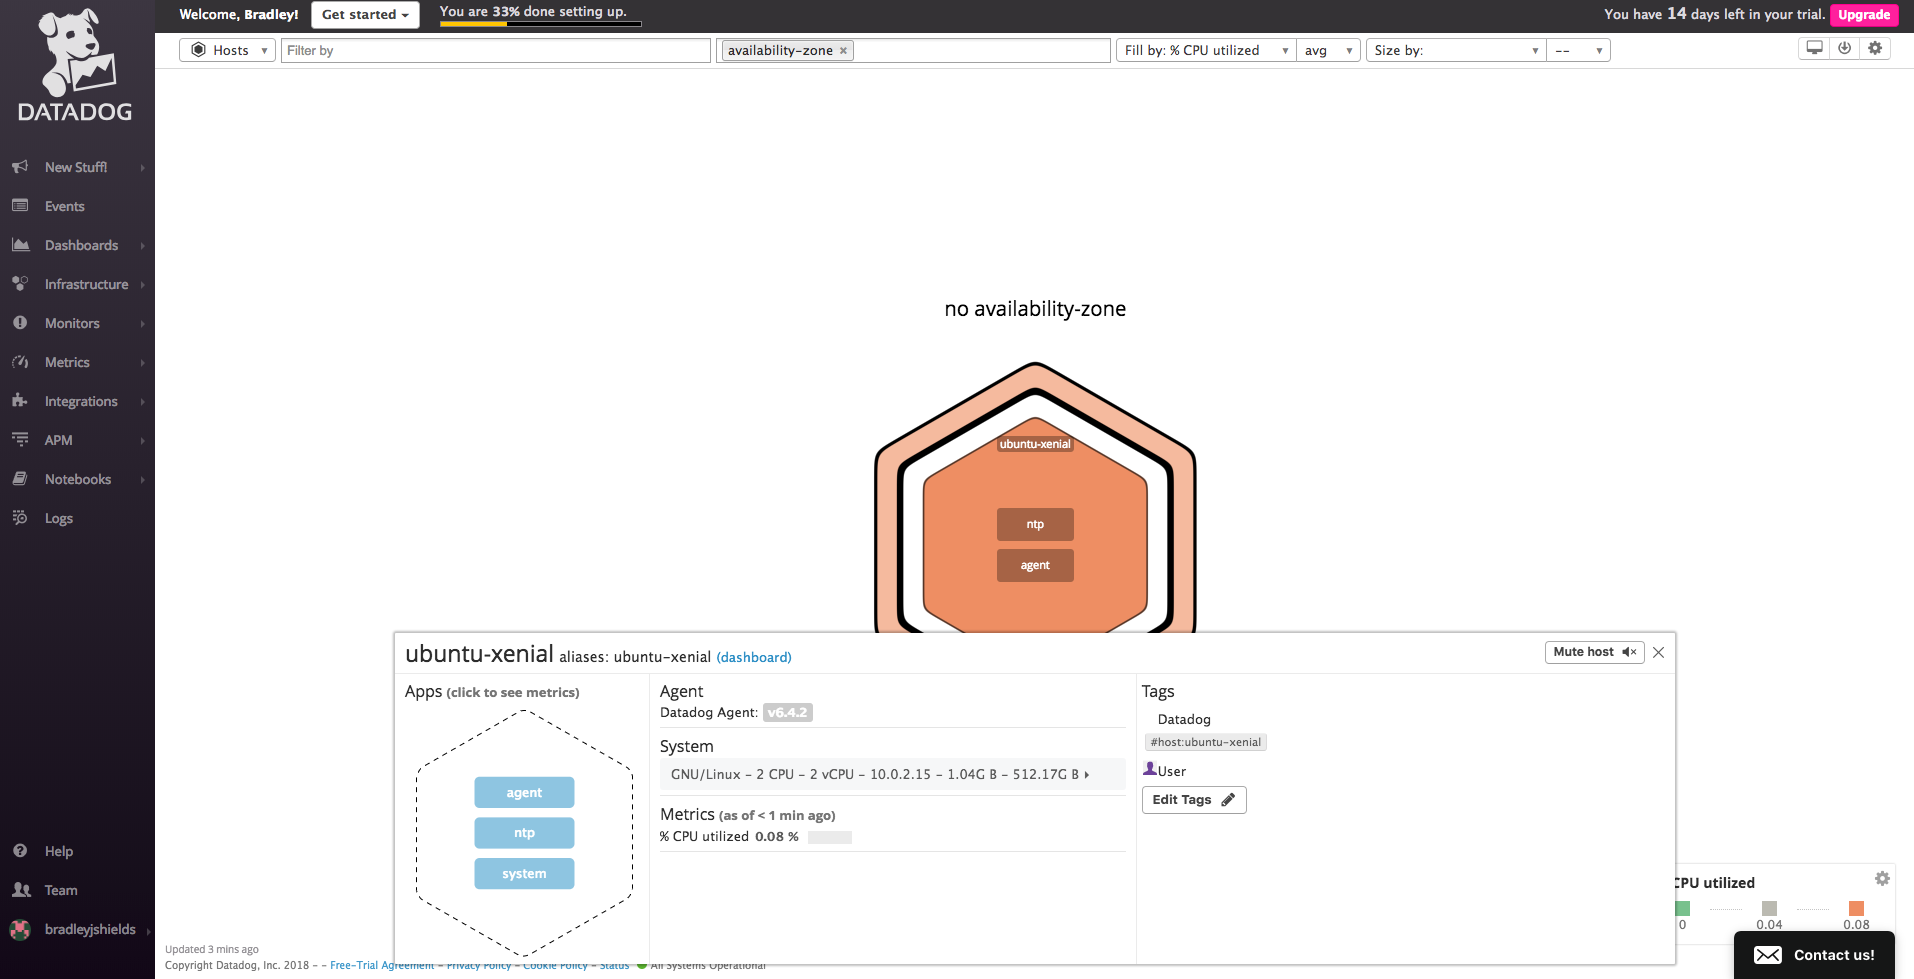 Welcome, Bradley!
Get started
You are 33% done setting up.
You have 14 days left in your trial.
Upgrade
DATADOG
Hosts
Filter by
availability-zone ×
Fill by: % CPU utilized
avg
Size by:
--
New Stuff!
Events
Dashboards
Infrastructure
Monitors
Metrics
Integrations
APM
Notebooks
Logs
Help
Team
bradleyjshields
no availability-zone
ubuntu-xenial
ntp
agent
ubuntu-xenial aliases: ubuntu-xenial (dashboard)
Mute host
Apps (click to see metrics)
agent
ntp
system
Agent
Datadog Agent: v6.4.2
System
GNU/Linux - 2 CPU - 2 vCPU - 10.0.2.15 - 1.04G B - 512.17G B
Metrics (as of < 1 min ago)
% CPU utilized 0.08 %
Tags
Datadog
#host:ubuntu-xenial
User
Edit Tags
CPU utilized
0 0.04 0.08
Contact us!
Updated 3 mins ago
Copyright Datadog, Inc. 2018 - - Free-Trial Agreement - Privacy Policy - Cookie Policy - Status All Systems Operational